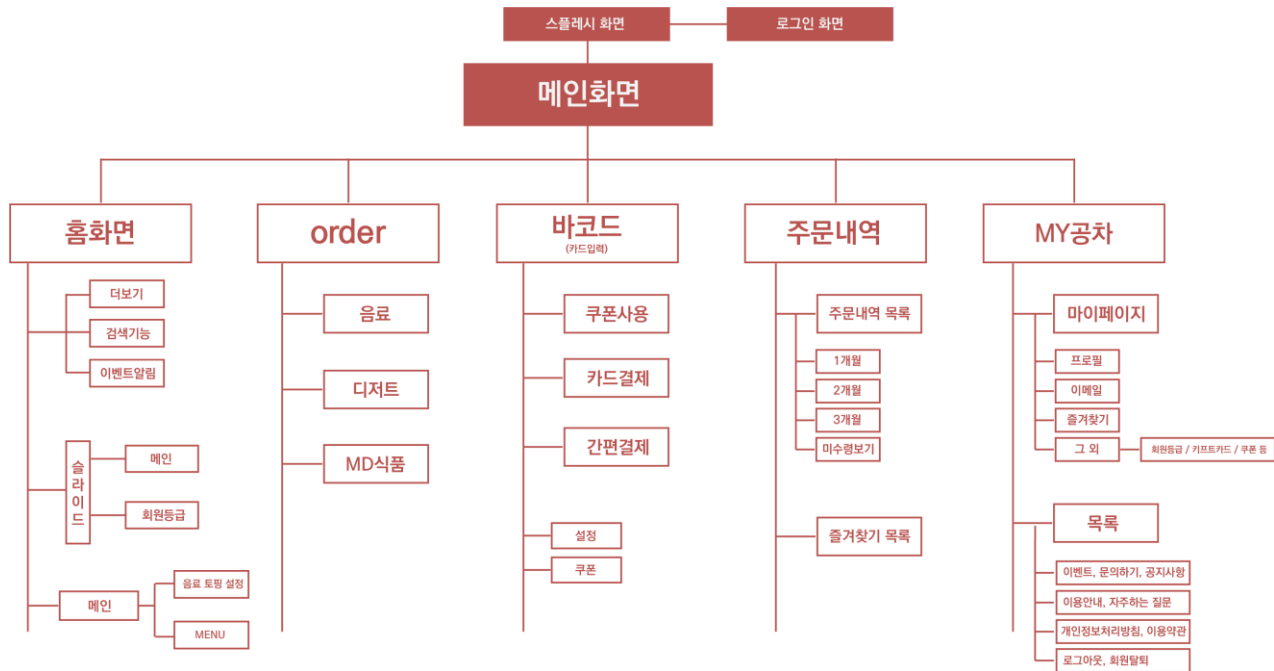 스플레시 화면
로그인 화면
메인화면
홈화면
더보기
검색기능
이벤트알림
슬라이드
메인
회원등급
메인
음료 토핑 설정
MENU
order
음료
디저트
MD식품
바코드
(카드입력)
쿠폰사용
카드결제
간편결제
설정
쿠폰
주문내역
주문내역 목록
1개월
2개월
3개월
미수령보기
즐겨찾기 목록
MY공차
마이페이지
프로필
이메일
즐겨찾기
그 외
회원등급 / 키프트카드 / 쿠폰 등
목록
이벤트, 문의하기, 공지사항
이용안내, 자주하는 질문
개인정보처리방침, 이용약관
로그아웃, 회원탈퇴